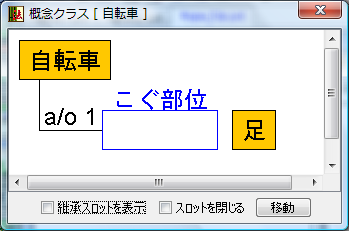 概念クラス [ 自転車 ]
自転車
こぐ部位
a/o 1
足
継承スロットを表示
スロットを閉じる
移動